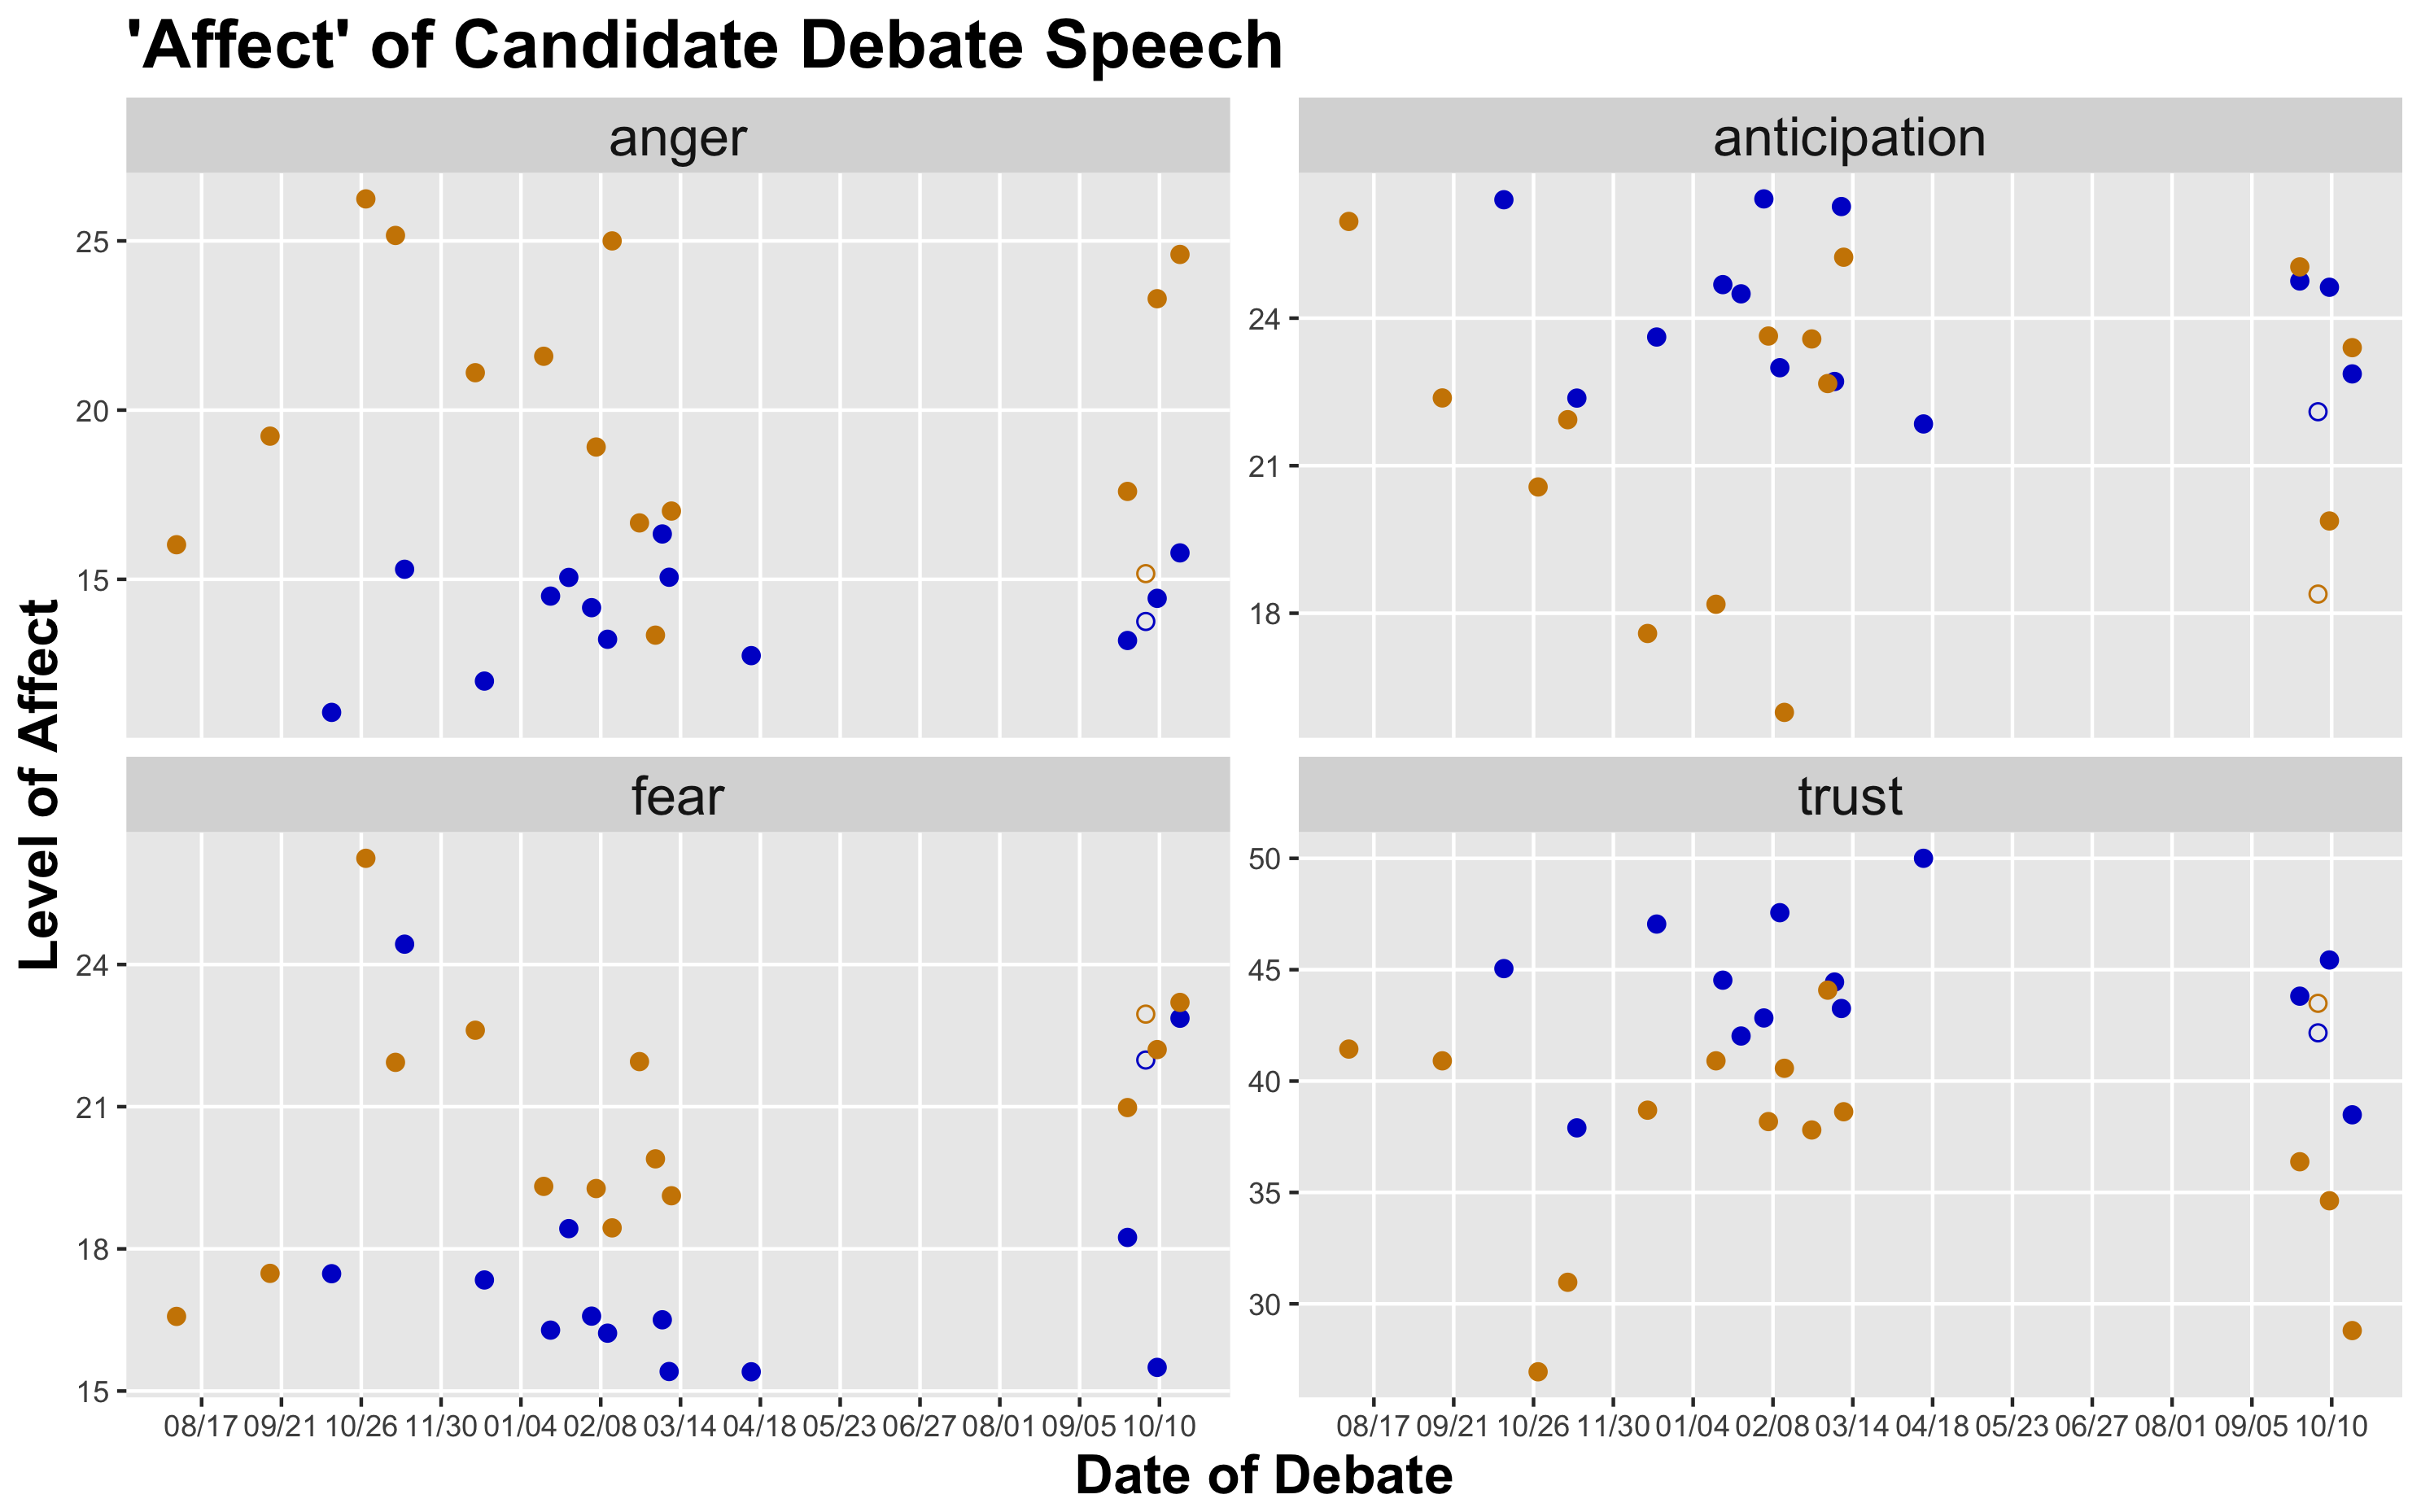 'Affect' of Candidate Debate Speech
anger
anticipation
25
20
15
24
21
18
Level of Affect
fear
trust
24
21
18
15
50
45
40
35
30
08/17 09/21 10/26 11/30 01/04 02/08 03/14 04/18 05/23 06/27 08/01 09/05 10/10
08/17 09/21 10/26 11/30 01/04 02/08 03/14 04/18 05/23 06/27 08/01 09/05 10/10
Date of Debate